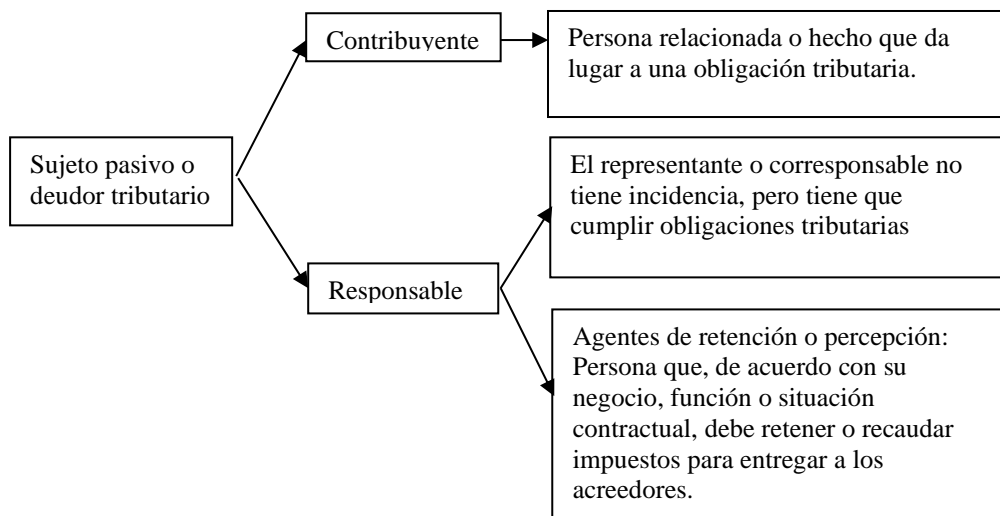 Contribuyente
Persona relacionada o hecho que da
lugar a una obligación tributaria.
Sujeto pasivo o
deudor tributario
El representante o corresponsable no
tiene incidencia, pero tiene que
cumplir obligaciones tributarias
Responsable
Agentes de retención o percepción:
Persona que, de acuerdo con su
negocio, función o situación
contractual, debe retener o recaudar
impuestos para entregar a los
acreedores.